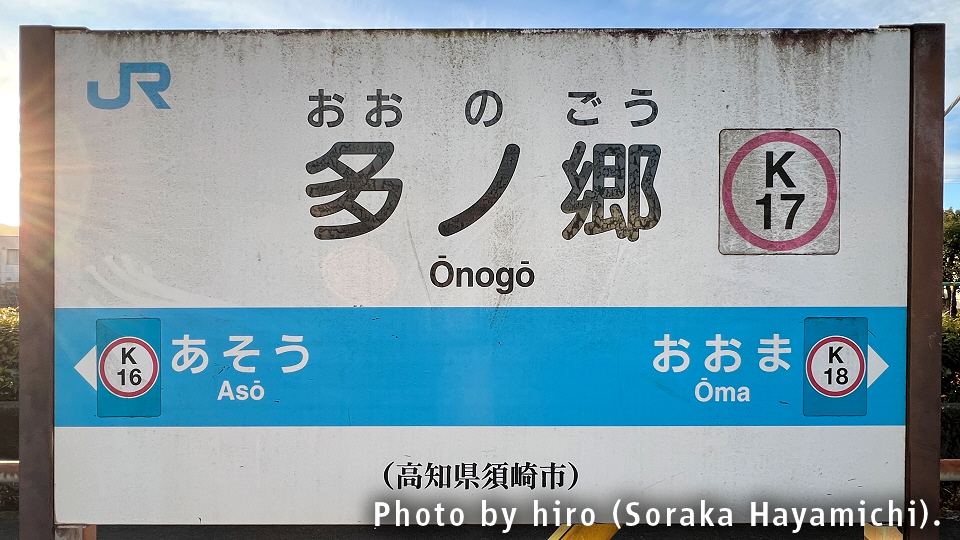 JR
おお の ごう
多ノ郷
K
17
Ōnogō
K
16
あそう
Asō
おおま
Ōma
K
18
(高知県須崎市)
Photo by hiro (Soraka Hayamichi).